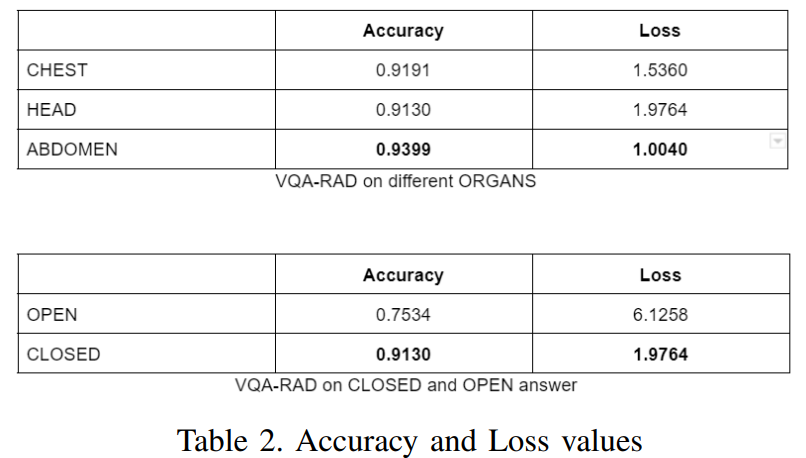 Accuracy Loss
CHEST 0.9191 1.5360
HEAD 0.9130 1.9764
ABDOMEN 0.9399 1.0040
VQA-RAD on different ORGANS
Accuracy Loss
OPEN 0.7534 6.1258
CLOSED 0.9130 1.9764
VQA-RAD on CLOSED and OPEN answer
Table 2. Accuracy and Loss values